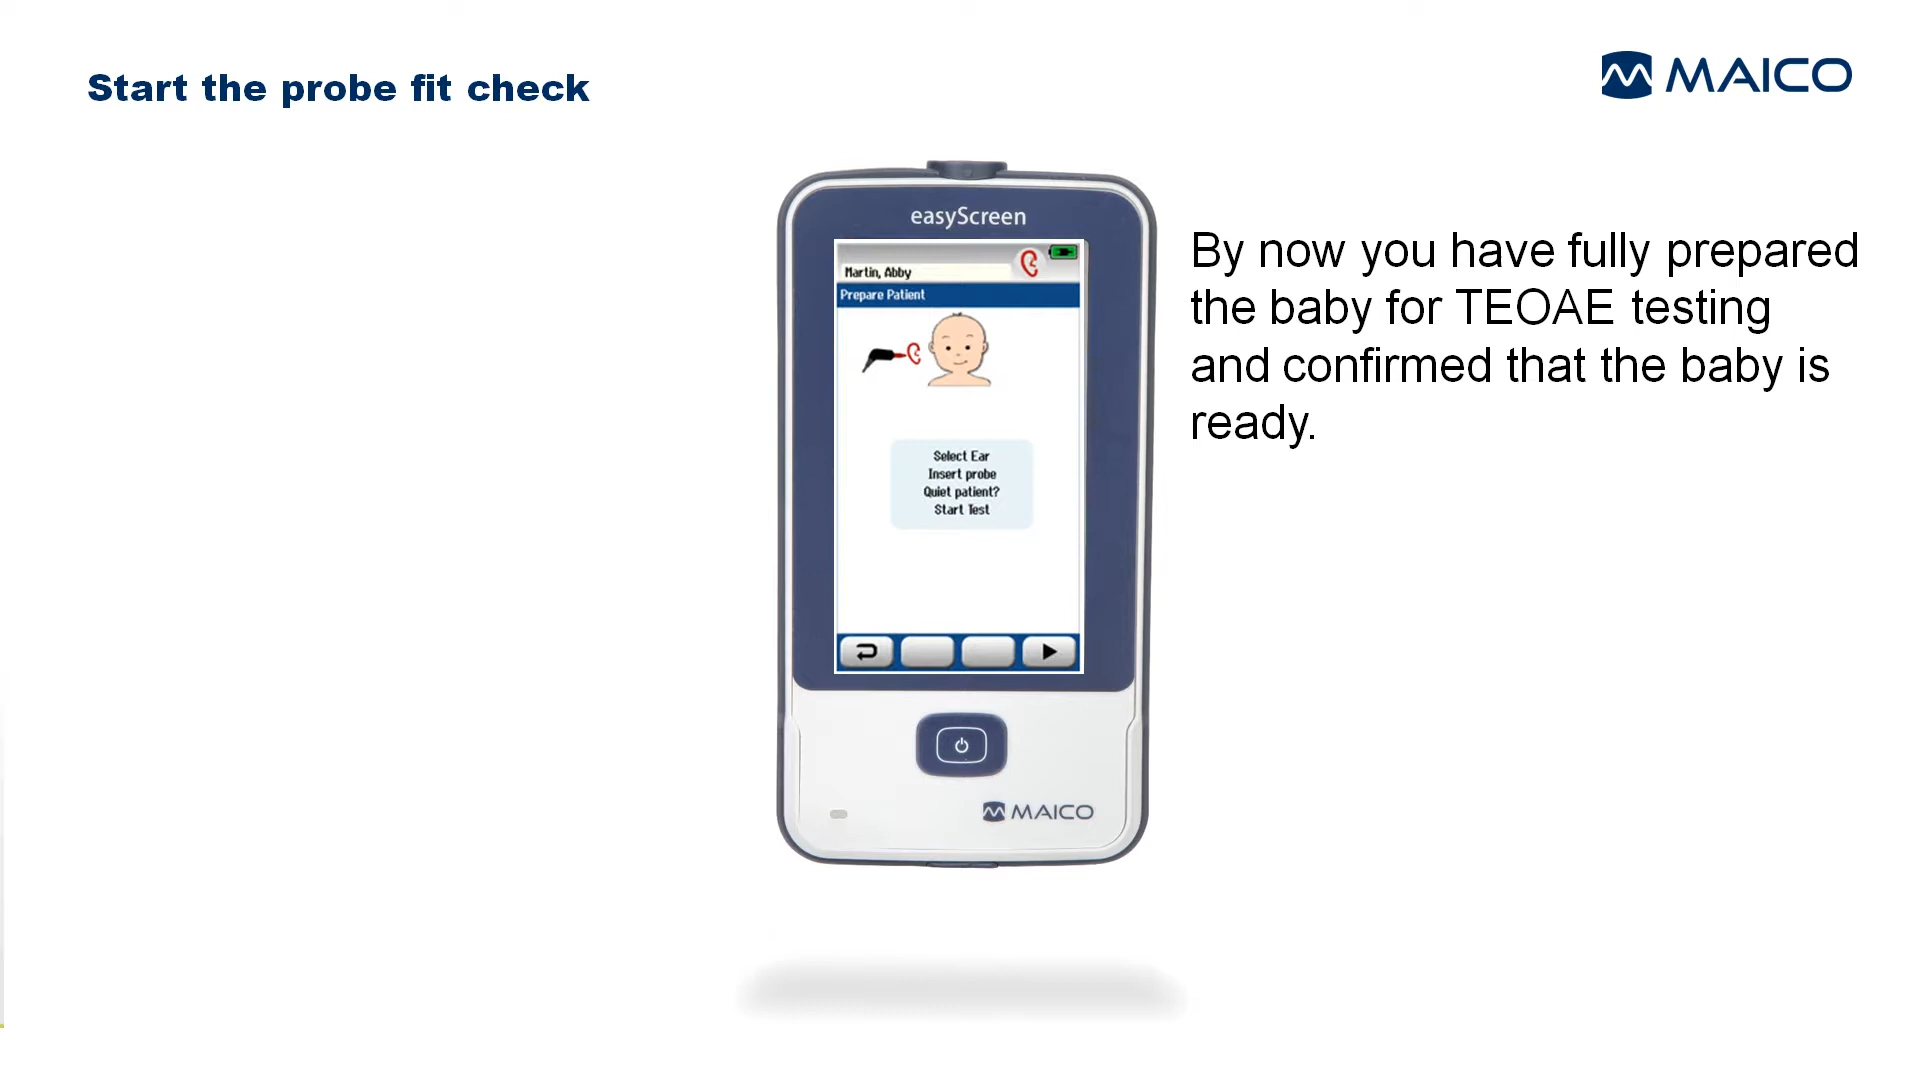 Start the probe fit check
MAICO
easyScreen
Martin, Abby
Prepare Patient
Select Ear
Insert probe
Quiet patient?
Start Test
MAICO
By now you have fully prepared
the baby for TEOAE testing
and confirmed that the baby is
ready.